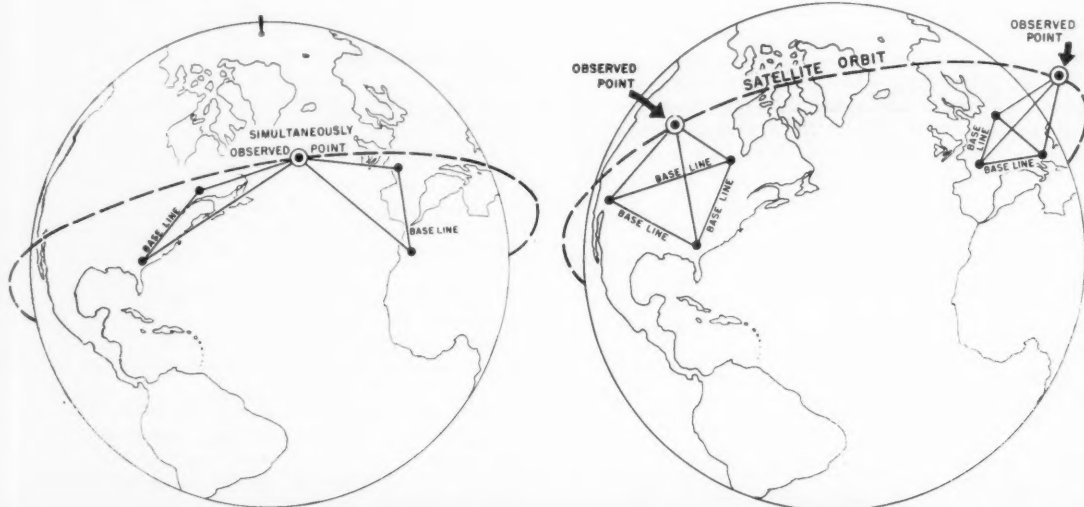 SIMULTANEOUSLY
OBSERVED POINT
BASE LINE
BASE LINE
OBSERVED
POINT
SATELLITE ORBIT
OBSERVED
POINT
BASE LINE
BASE LINE
BASE LINE
BASE
LINE
BASE LINE